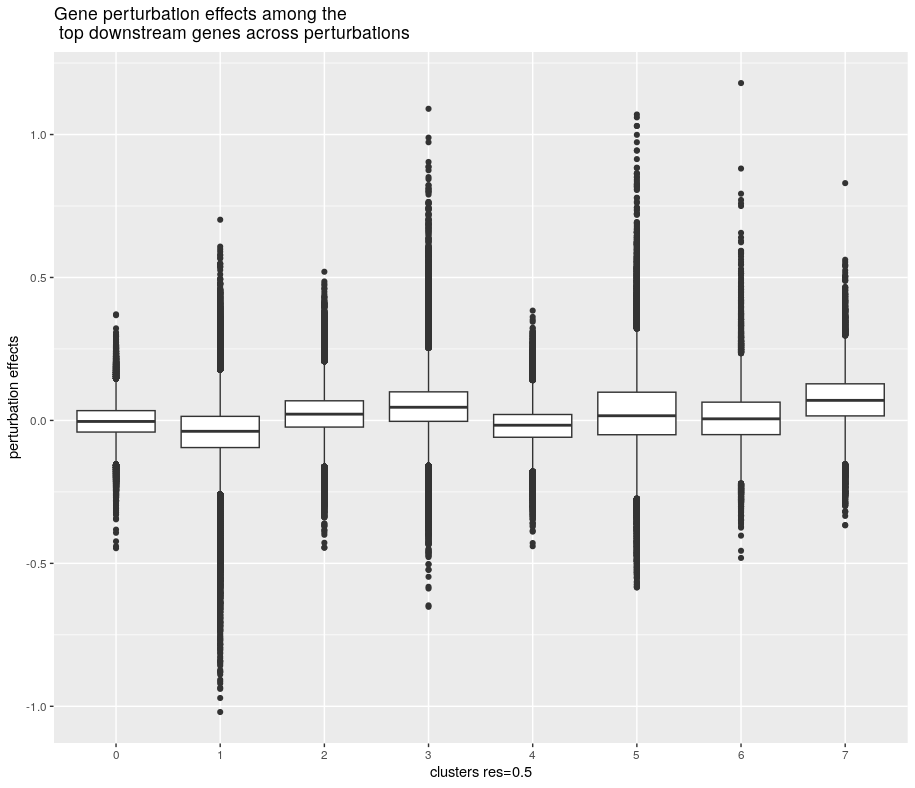 Gene perturbation effects among the
top downstream genes across perturbations
perturbation effects
1.0
0.5
0.0
-0.5
-1.0
0 1 2 3 4 5 6 7
clusters res=0.5